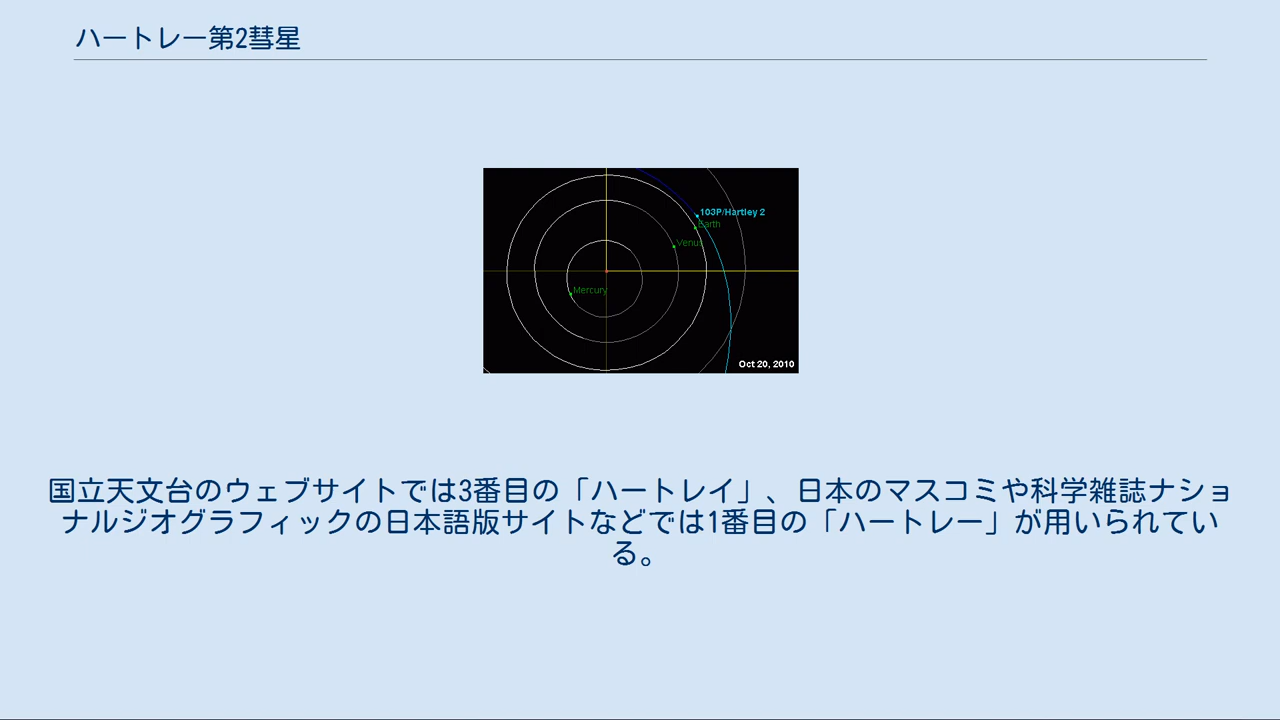 ハートレー第2彗星
103P/Hartley 2
Earth
Venus
Mercury
Oct 20, 2010
国立天文台のウェブサイトでは3番目の「ハートレイ」、日本のマスコミや科学雑誌ナショ
ナルジオグラフィックの日本語版サイトなどでは1番目の「ハートレー」が用いられてい
る。